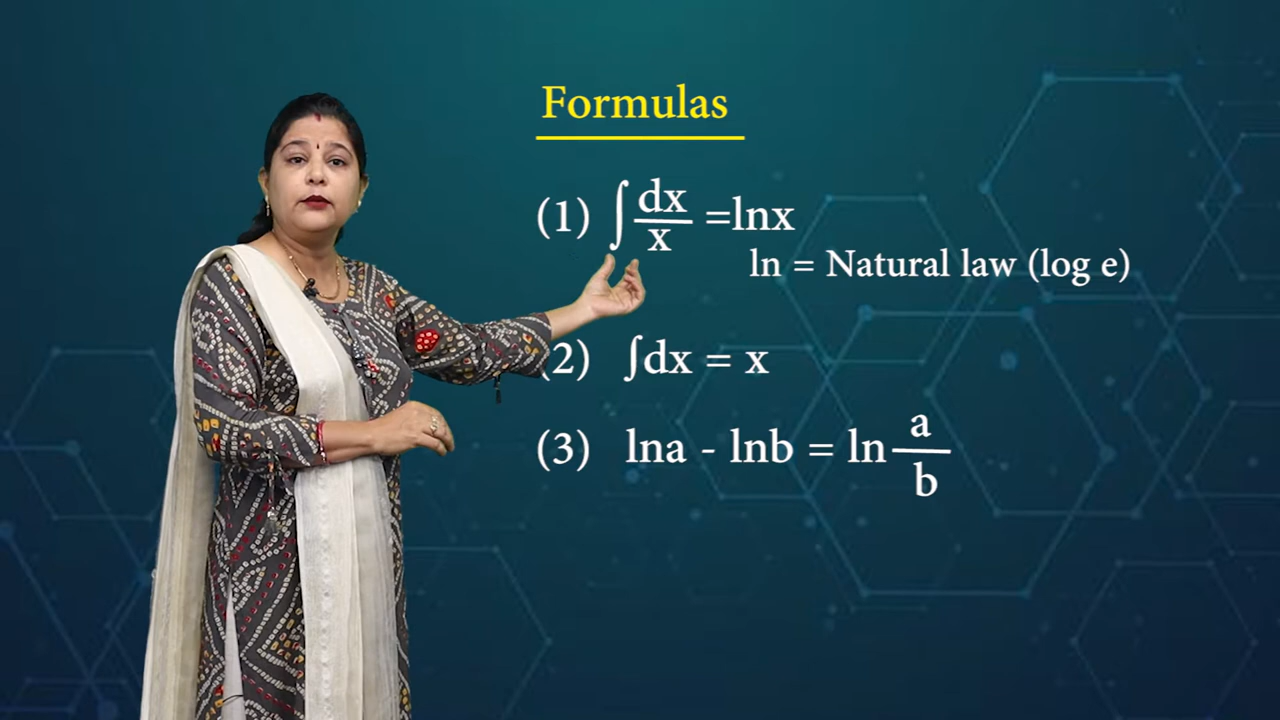 Formulas
(1) ∫ dx/x =lnx
ln = Natural law (log e)
(2) ∫dx = x
(3) lna - lnb = ln a/b